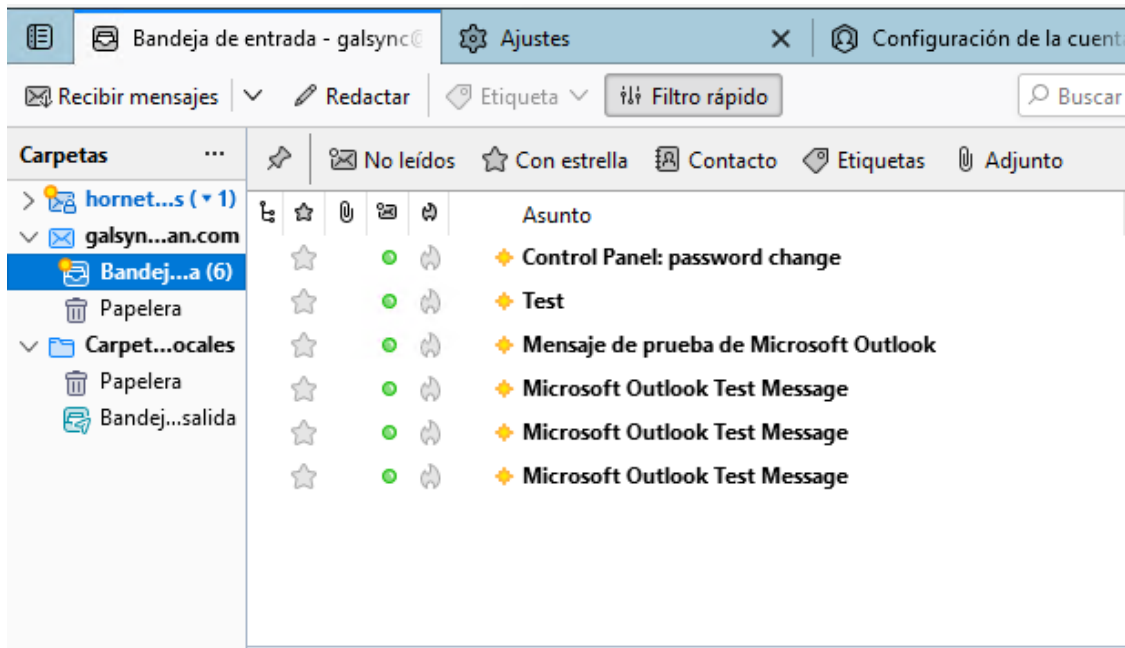 Bandeja de entrada - galsync@ Ajustes Configuración de la cuenta
Recibir mensajes Redactar Etiqueta Filtro rápido Buscar
Carpetas ... No leídos Con estrella Contacto Etiquetas Adjunto
hornet...s (▾ 1)
Asunto
galsyn...an.com
Control Panel: password change
Bandej...a (6)
Test
Papelera
Mensaje de prueba de Microsoft Outlook
Carpet...ocales
Microsoft Outlook Test Message
Papelera
Microsoft Outlook Test Message
Bandej...salida
Microsoft Outlook Test Message